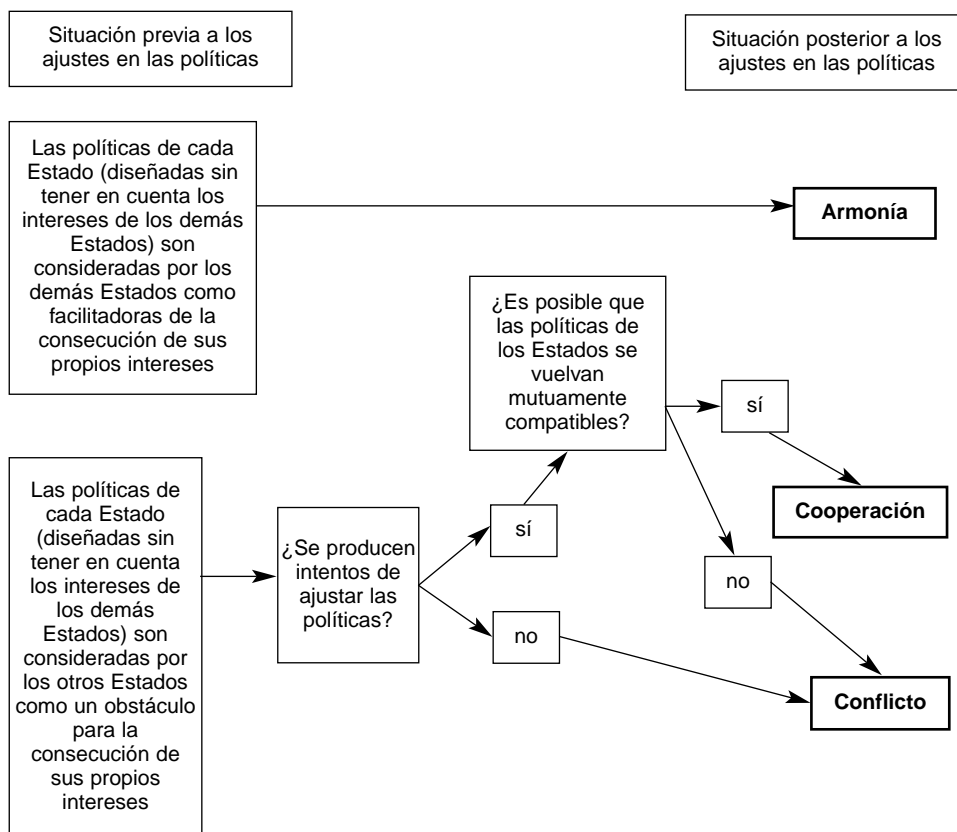 Situación previa a los
ajustes en las políticas
Situación posterior a los
ajustes en las políticas
Las políticas de cada
Estado (diseñadas sin
tener en cuenta los
intereses de los demás
Estados) son
consideradas por los
demás Estados como
facilitadoras de la
consecución de sus
propios intereses
Armonía
¿Es posible que
las políticas de
los Estados se
vuelvan
mutuamente
compatibles?
sí
Cooperación
Las políticas de
cada Estado
(diseñadas sin
tener en cuenta
los intereses de
los demás
Estados) son
consideradas por
los otros Estados
como un obstáculo
para la
consecución de
sus propios
intereses
¿Se producen
intentos de
ajustar las
políticas?
sí
no
no
Conflicto